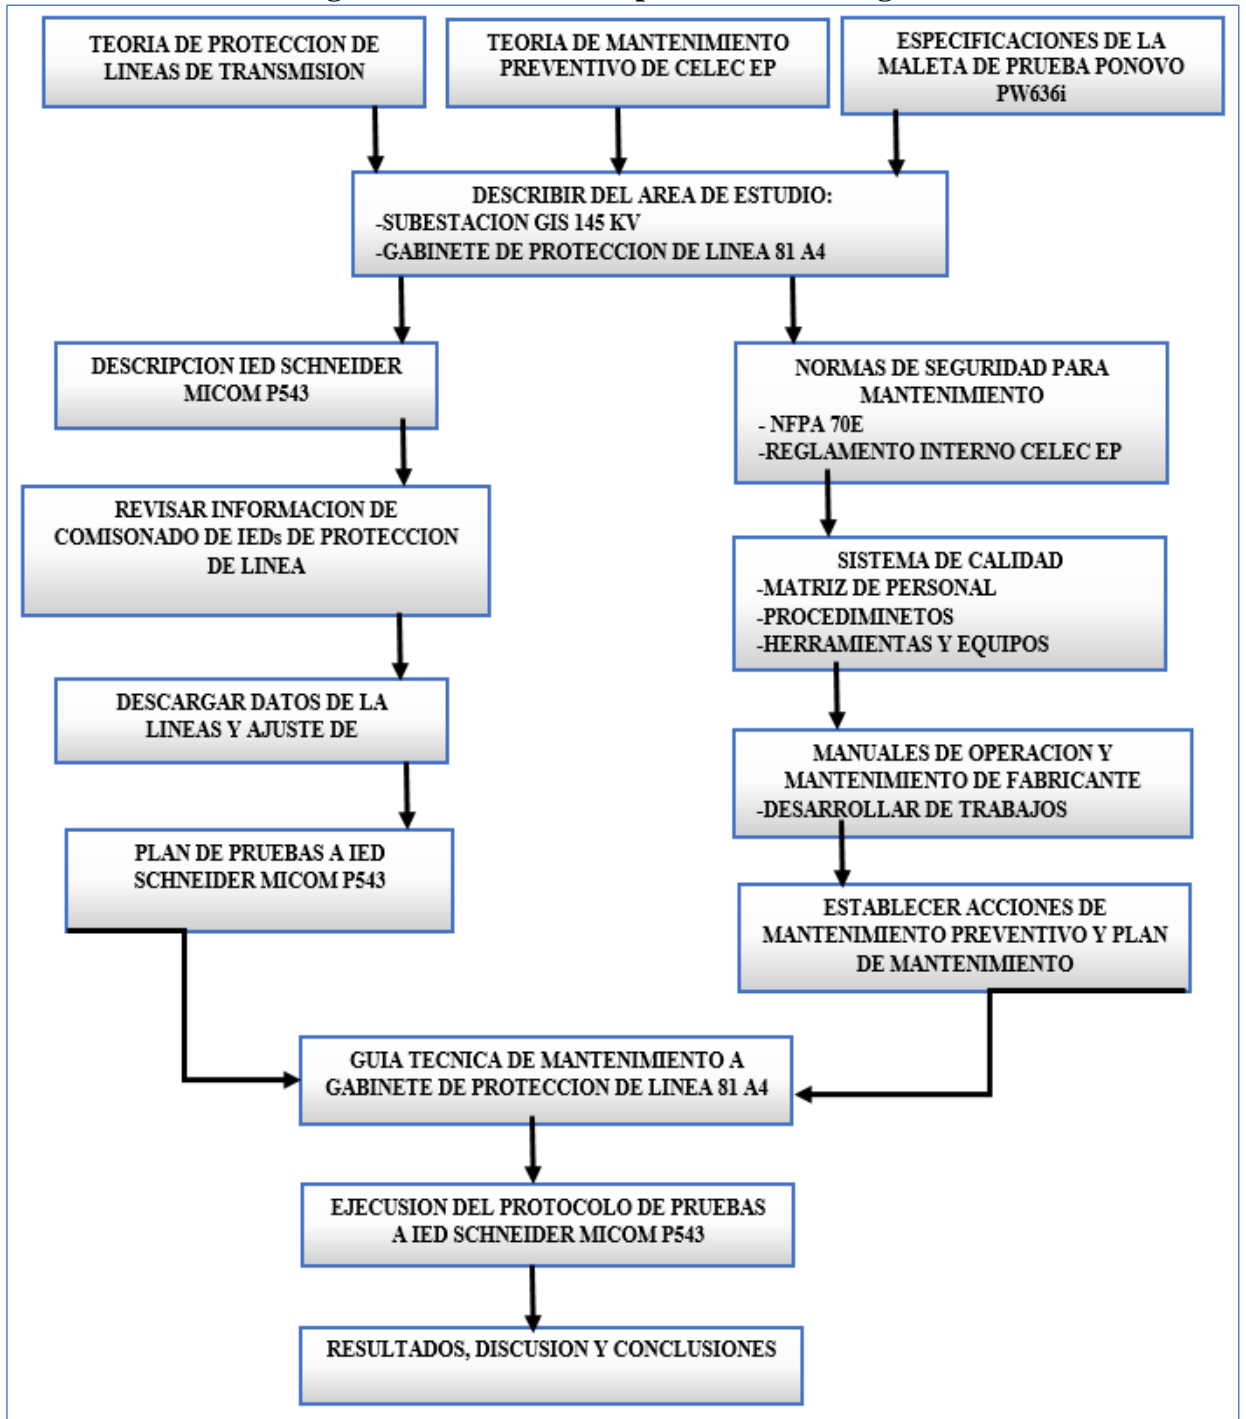 TEORIA DE PROTECCION DE
LINEAS DE TRANSMISION
TEORIA DE MANTENIMIENTO
PREVENTIVO DE CELEC EP
ESPECIFICACIONES DE LA
MALETA DE PRUEBA PONOVO
PW636i
DESCRIBIR DEL AREA DE ESTUDIO:
-SUBESTACION GIS 145 KV
-GABINETE DE PROTECCION DE LINEA 81 A4
DESCRIPCION IED SCHNEIDER
MICOM P543
REVISAR INFORMACION DE
COMISONADO DE IEDs DE PROTECCION
DE LINEA
DESCARGAR DATOS DE LA
LINEAS Y AJUSTE DE
PLAN DE PRUEBAS A IED
SCHNEIDER MICOM P543
NORMAS DE SEGURIDAD PARA
MANTENIMIENTO
- NFPA 70E
-REGLAMENTO INTERNO CELEC EP
SISTEMA DE CALIDAD
-MATRIZ DE PERSONAL
-PROCEDIMINETOS
-HERRAMIENTAS Y EQUIPOS
MANUALES DE OPERACION Y
MANTENIMIENTO DE FABRICANTE
-DESARROLLAR DE TRABAJOS
ESTABLECER ACCIONES DE
MANTENIMIENTO PREVENTIVO Y PLAN
DE MANTENIMIENTO
GUIA TECNICA DE MANTENIMIENTO A
GABINETE DE PROTECCION DE LINEA 81 A4
EJECUSION DEL PROTOCOLO DE PRUEBAS
A IED SCHNEIDER MICOM P543
RESULTADOS, DISCUSION Y CONCLUSIONES